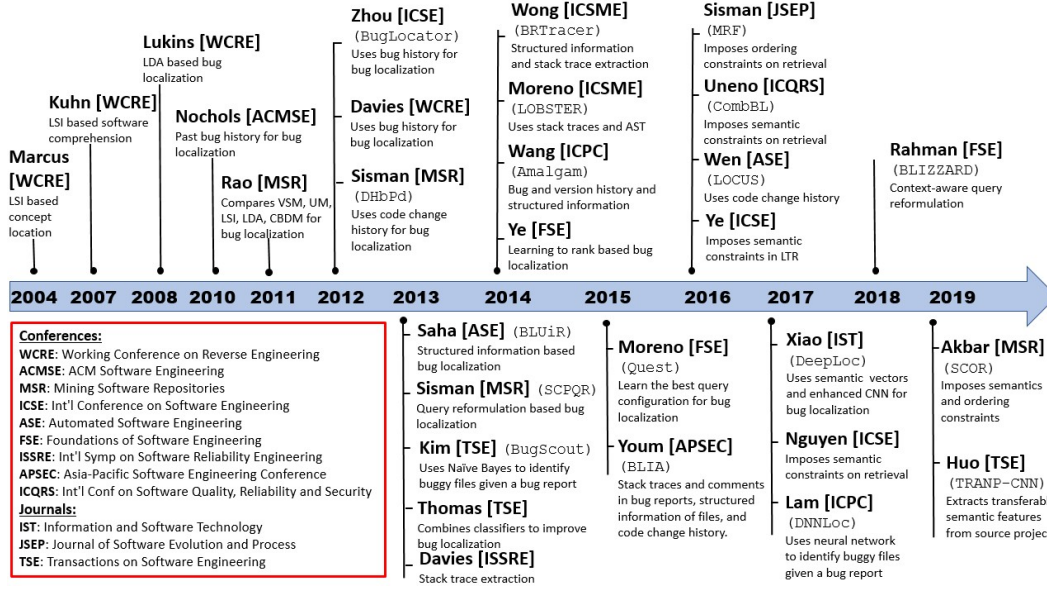 Marcus
[WCRE]
LSI based
concept
location
Kuhn [WCRE]
LSI based software
comprehension
Lukins [WCRE]
LDA based bug
localization
Nochols [ACMSE]
Past bug history for bug
localization
Rao [MSR]
Compares VSM, UM,
LSI, LDA, CBDM for
bug localization
Zhou [ICSE]
(BugLocator)
Uses bug history for
bug localization
Davies [WCRE]
Uses bug history for
bug localization
Sisman [MSR]
(DHbPd)
Uses code change
history for bug
localization
Wong [ICSME]
(BRTracer)
Structured information
and stack trace extraction
Moreno [ICSME]
(LOBSTER)
Uses stack traces and AST
Wang [ICPC]
(Amalgam)
Bug and version history and
structured information
Ye [FSE]
Learning to rank based bug
localization
Sisman [JSEP]
(MRF)
Imposes ordering
constraints on retrieval
Uneno [ICQRS]
(CombBL)
Imposes semantic
constraints on retrieval
Wen [ASE]
(LOCUS)
Uses code change history
Ye [ICSE]
Imposes semantic
constraints in LTR
Rahman [FSE]
(BLIZZARD)
Context-aware query
reformulation
2004 2007 2008 2010 2011 2012 2013 2014 2015 2016 2017 2018 2019
Conferences:
WCRE: Working Conference on Reverse Engineering
ACMSE: ACM Software Engineering
MSR: Mining Software Repositories
ICSE: Int'l Conference on Software Engineering
ASE: Automated Software Engineering
FSE: Foundations of Software Engineering
ISSRE: Int'l Symp on Software Reliability Engineering
APSEC: Asia-Pacific Software Engineering Conference
ICQRS: Int'l Conf on Software Quality, Reliability and Security
Journals:
IST: Information and Software Technology
JSEP: Journal of Software Evolution and Process
TSE: Transactions on Software Engineering
Saha [ASE] (BLUiR)
Structured information based
bug localization
Sisman [MSR] (SCPQR)
Query reformulation based bug
localization
Kim [TSE] (BugScout)
Uses Naïve Bayes to identify
buggy files given a bug report
Thomas [TSE]
Combines classifiers to improve
bug localization
Davies [ISSRE]
Stack trace extraction
Moreno [FSE]
(Quest)
Learn the best query
configuration for bug
localization
Youm [APSEC]
(BLIA)
Stack traces and comments
in bug reports, structured
information of files, and
code change history.
Xiao [IST]
(DeepLoc)
Uses semantic vectors
and enhanced CNN for
bug localization
Nguyen [ICSE]
Imposes semantic
constraints on retrieval
Lam [ICPC]
(DNNLoc)
Uses neural network
to identify buggy files
given a bug report
Akbar [MSR]
(SCOR)
Imposes semantics
and ordering
constraints
Huo [TSE]
(TRANP-CNN)
Extracts transferabl
semantic features
from source projec